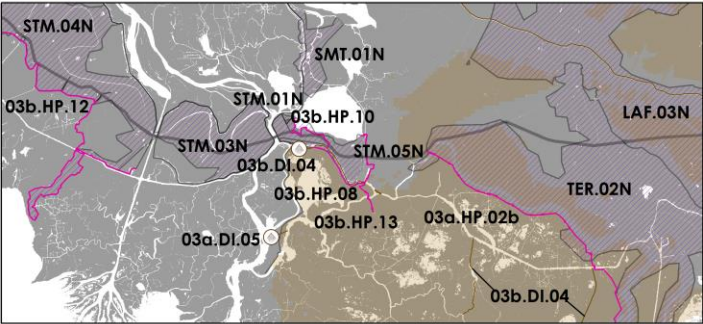 STM.04N
SMT.01N
STM.01N
03b.HP.12
03b.HP.10
LAF.03N
STM.03N
STM.05N
03b.DI.04
TER.02N
03b.HP.08
03b.HP.13
03a.HP.02b
03a.DI.05
03b.DI.04